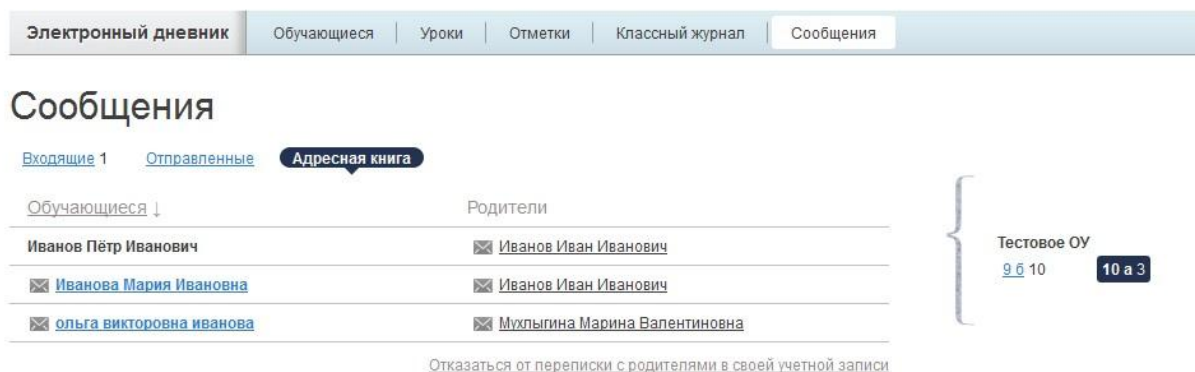 Электронный дневник Обучающиеся Уроки Отметки Классный журнал Сообщения
Сообщения
Входящие 1 Отправленные Адресная книга
Обучающиеся ↓ Родители
Иванов Пётр Иванович Иванов Иван Иванович
Иванова Мария Ивановна Иванов Иван Иванович
ольга викторовна иванова Мухлыгина Марина Валентиновна
Отказаться от переписки с родителями в своей учетной записи
Тестовое ОУ
9 б 10 10 а 3